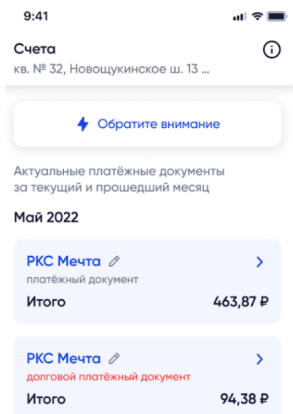 9:41
Счета
кв. № 32, Новощукинское ш. 13 ...
Обратите внимание
Актуальные платёжные документы
за текущий и прошедший месяц
Май 2022
РКС Мечта
платёжный документ
Итого 463,87 ₽
РКС Мечта
долговой платёжный документ
Итого 94,38 ₽